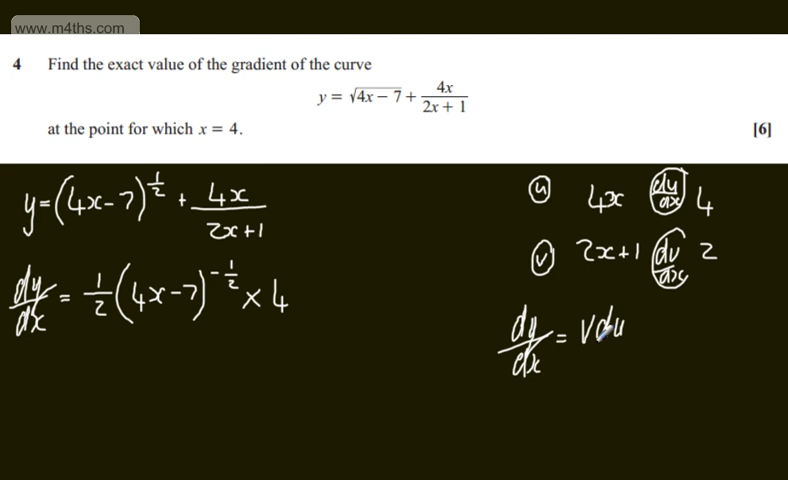 www.m4ths.com
4 Find the exact value of the gradient of the curve
y = √4x − 7 + 4x/2x + 1
at the point for which x = 4. [6]
y=(4x-7)^1/2 + 4x/2x+1
dy/dx = 1/2(4x-7)^-1/2 × 4
u 4x du/dx 4
v 2x+1 dv/dx 2
dy/dx = vdu